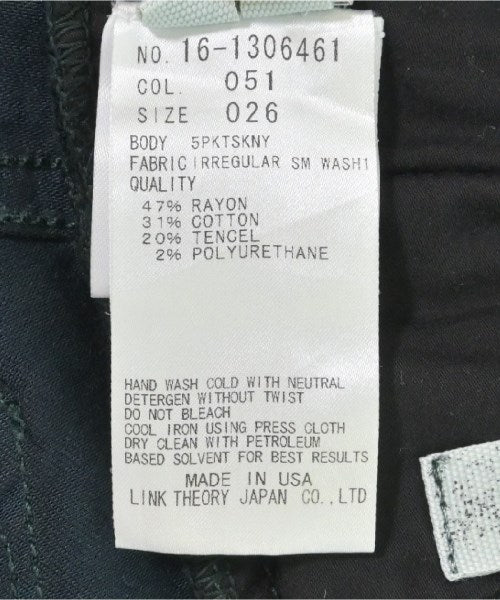 NO. 16-1306461
COL. 051
SIZE 026
BODY 5PKTSKNY
FABRIC IRREGULAR SM WASH1
QUALITY
47% RAYON
31% COTTON
20% TENCEL
2% POLYURETHANE
HAND WASH COLD WITH NEUTRAL
DETERGEN WITHOUT TWIST
DO NOT BLEACH
COOL IRON USING PRESS CLOTH
DRY CLEAN WITH PETROLEUM
BASED SOLVENT FOR BEST RESULTS
MADE IN USA
LINK THEORY JAPAN CO.,LTD